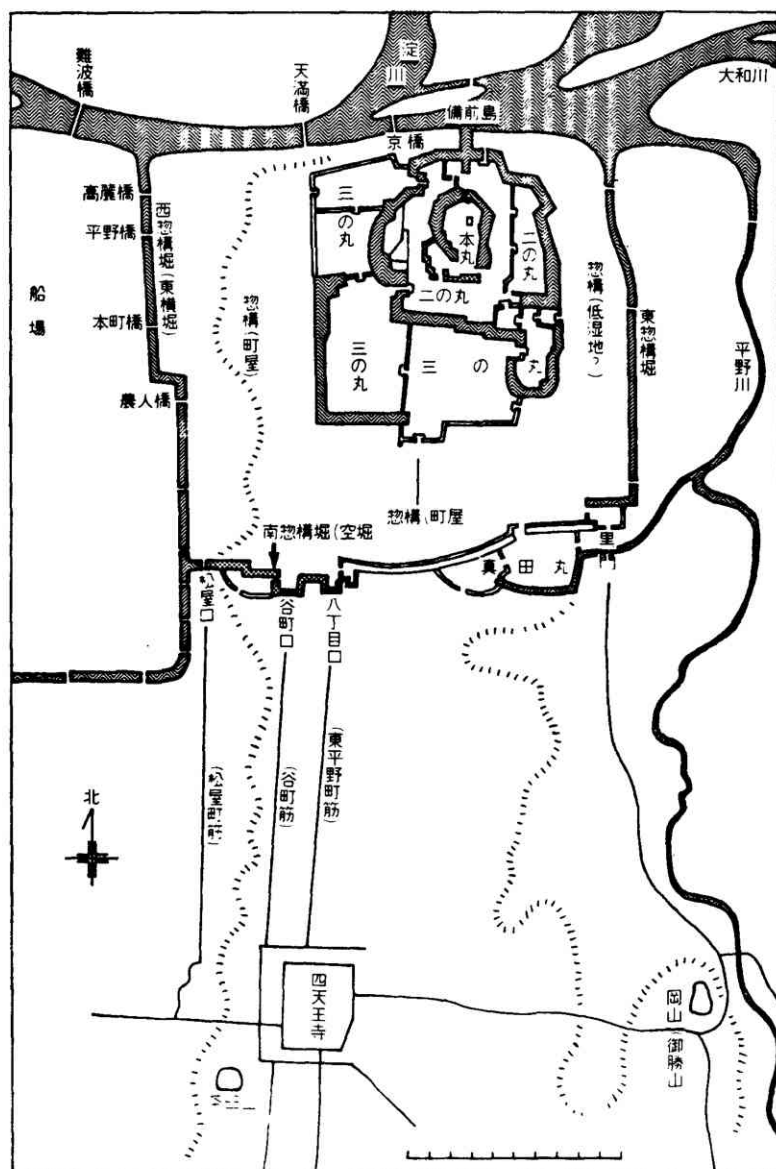 難波橋
天満橋
淀川
大和川
備前島
京橋
高麗橋
平野橋
本町橋
農人橋
船場
西惣構堀(東横堀)
惣構(町屋)
三の丸
本丸
二の丸
二の丸
三の丸
三の丸
惣構(低湿地?)
東惣構堀
平野川
惣構(町屋
南惣構堀(空堀
真田丸
黒門
松屋口
谷町口
八丁目口
(松屋町筋)
(谷町筋)
(東平野町筋)
北
四天王寺
岡山(御勝山)